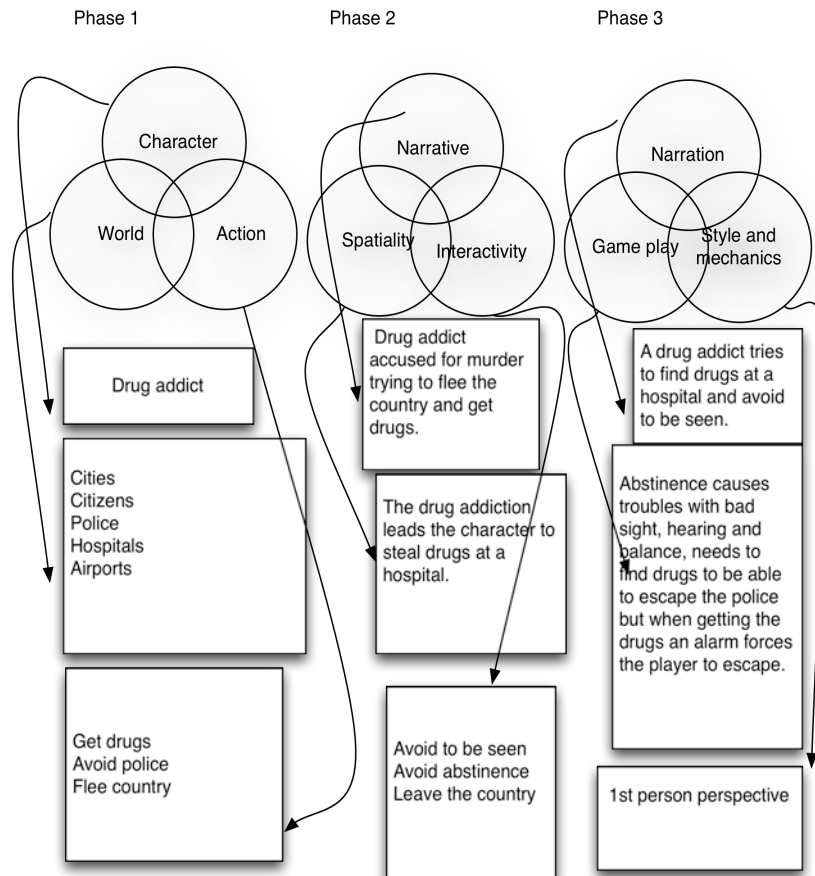 Phase 1
Phase 2
Phase 3
Character
World
Action
Narrative
Spatiality
Interactivity
Narration
Game play
Style and
mechanics
Drug addict
Cities
Citizens
Police
Hospitals
Airports
Get drugs
Avoid police
Flee country
Drug addict
accused for murder
trying to flee the
country and get
drugs.
The drug addiction
leads the character to
steal drugs at a
hospital.
Avoid to be seen
Avoid abstinence
Leave the country
A drug addict tries
to find drugs at a
hospital and avoid
to be seen.
Abstinence causes
troubles with bad
sight, hearing and
balance, needs to
find drugs to be able
to escape the police
but when getting the
drugs an alarm forces
the player to escape.
1st person perspective